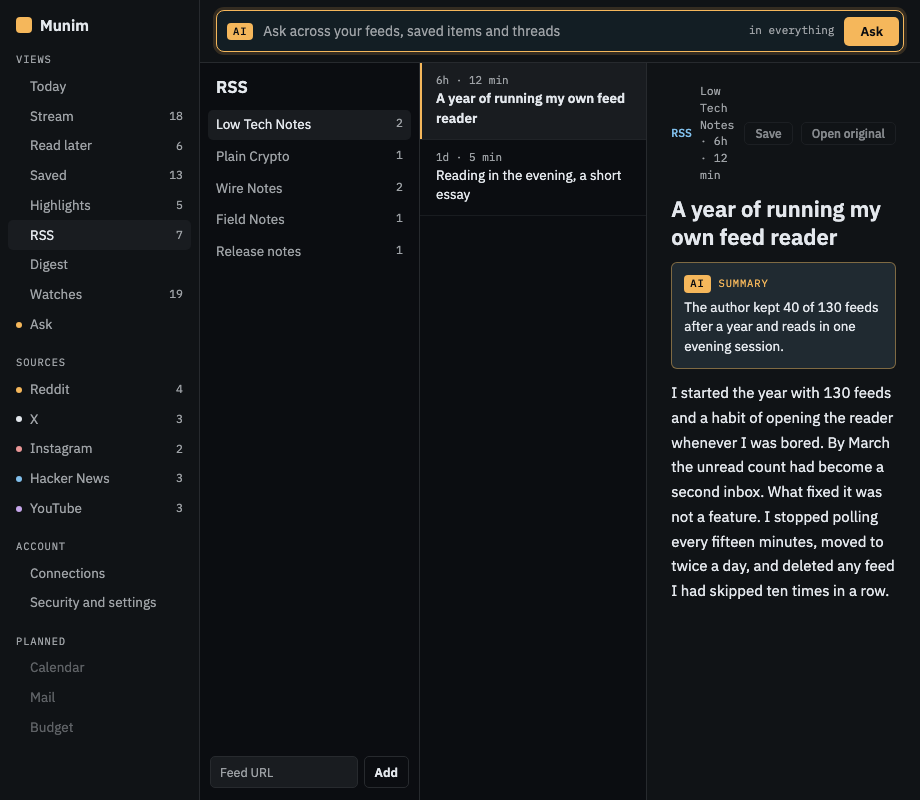 Munim
VIEWS
Today
Stream 18
Read later 6
Saved 13
Highlights 5
RSS 7
Digest
Watches 19
Ask
SOURCES
Reddit 4
X 3
Instagram 2
Hacker News 3
YouTube 3
ACCOUNT
Connections
Security and settings
PLANNED
Calendar
Mail
Budget
AI Ask across your feeds, saved items and threads in everything Ask
RSS
Low Tech Notes 2
Plain Crypto 1
Wire Notes 2
Field Notes 1
Release notes 1
Feed URL Add
6h · 12 min
A year of running my own feed
reader
1d · 5 min
Reading in the evening, a short
essay
RSS
Low
Tech
Notes
· 6h
· 12
min
Save Open original
A year of running my
own feed reader
AI SUMMARY
The author kept 40 of 130 feeds
after a year and reads in one
evening session.
I started the year with 130 feeds
and a habit of opening the reader
whenever I was bored. By March
the unread count had become a
second inbox. What fixed it was
not a feature. I stopped polling
every fifteen minutes, moved to
twice a day, and deleted any feed
I had skipped ten times in a row.